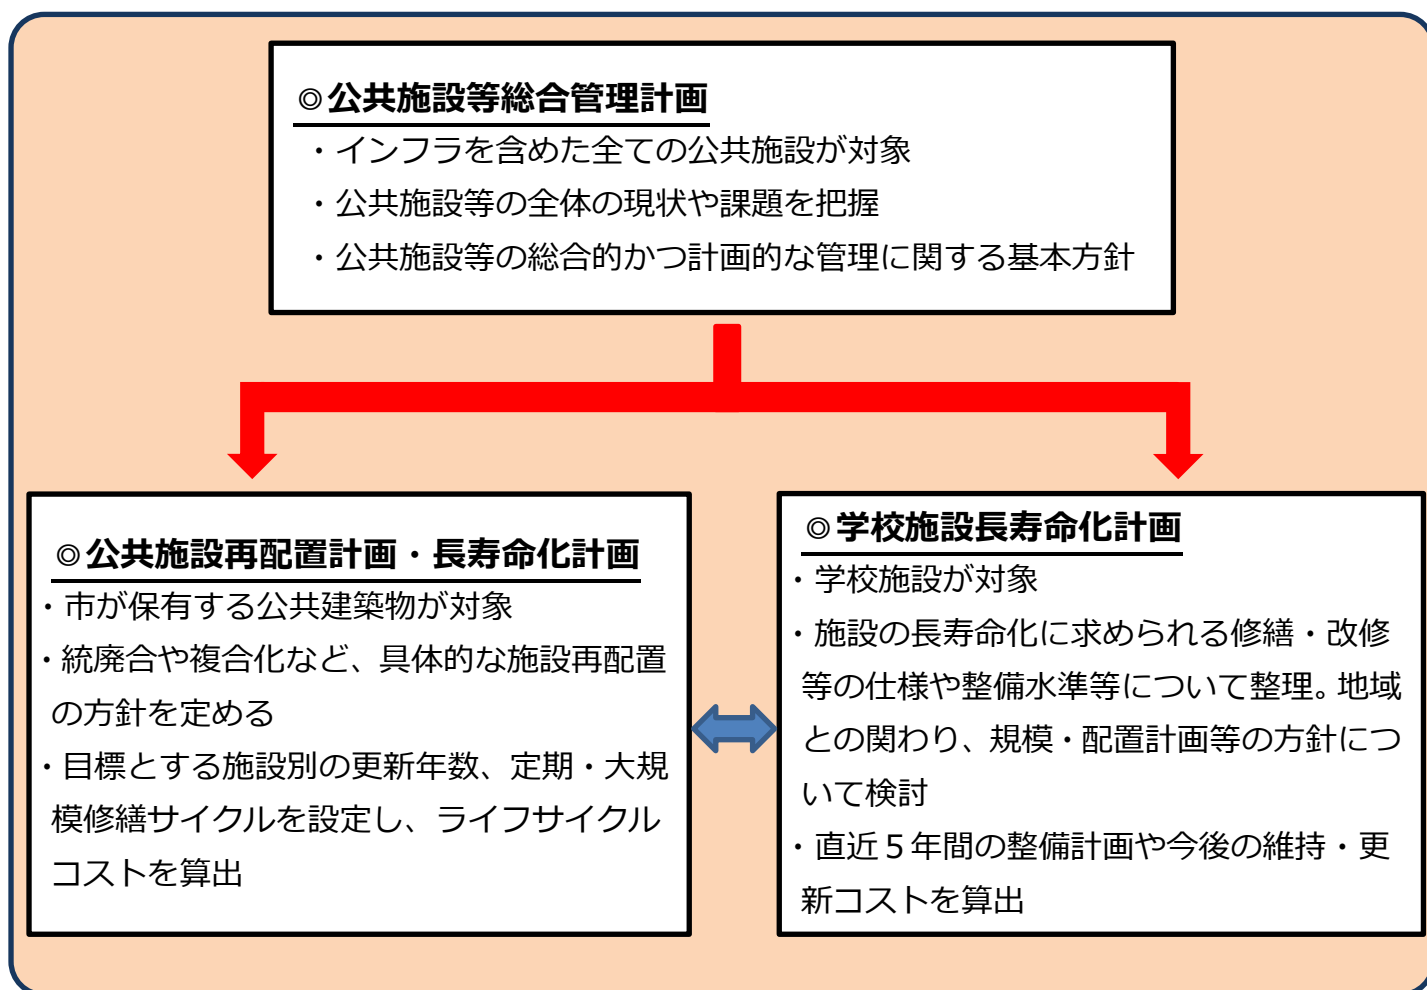 ◎公共施設等総合管理計画
・インフラを含めた全ての公共施設が対象
・公共施設等の全体の現状や課題を把握
・公共施設等の総合的かつ計画的な管理に関する基本方針
◎公共施設再配置計画・長寿命化計画
・市が保有する公共建築物が対象
・統廃合や複合化など、具体的な施設再配置
の方針を定める
・目標とする施設別の更新年数、定期・大規
模修繕サイクルを設定し、ライフサイクル
コストを算出
◎学校施設長寿命化計画
・学校施設が対象
・施設の長寿命化に求められる修繕・改修
等の仕様や整備水準等について整理。地域
との関わり、規模・配置計画等の方針につ
いて検討
・直近５年間の整備計画や今後の維持・更
新コストを算出